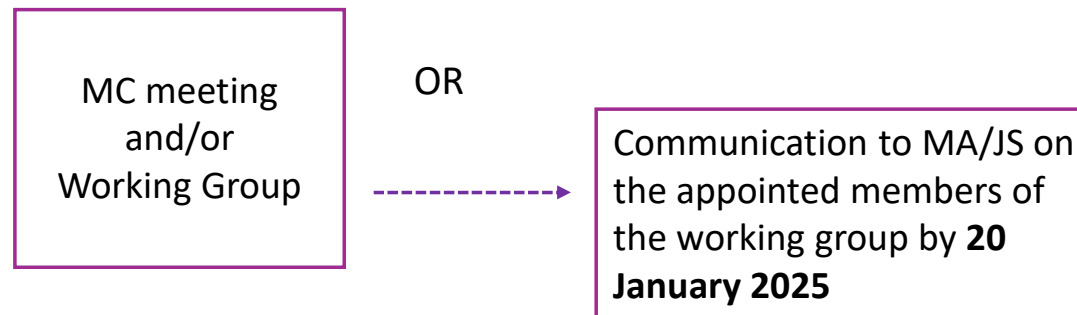 MC meeting
and/or
Working Group
OR
Communication to MA/JS on
the appointed members of
the working group by 20
January 2025